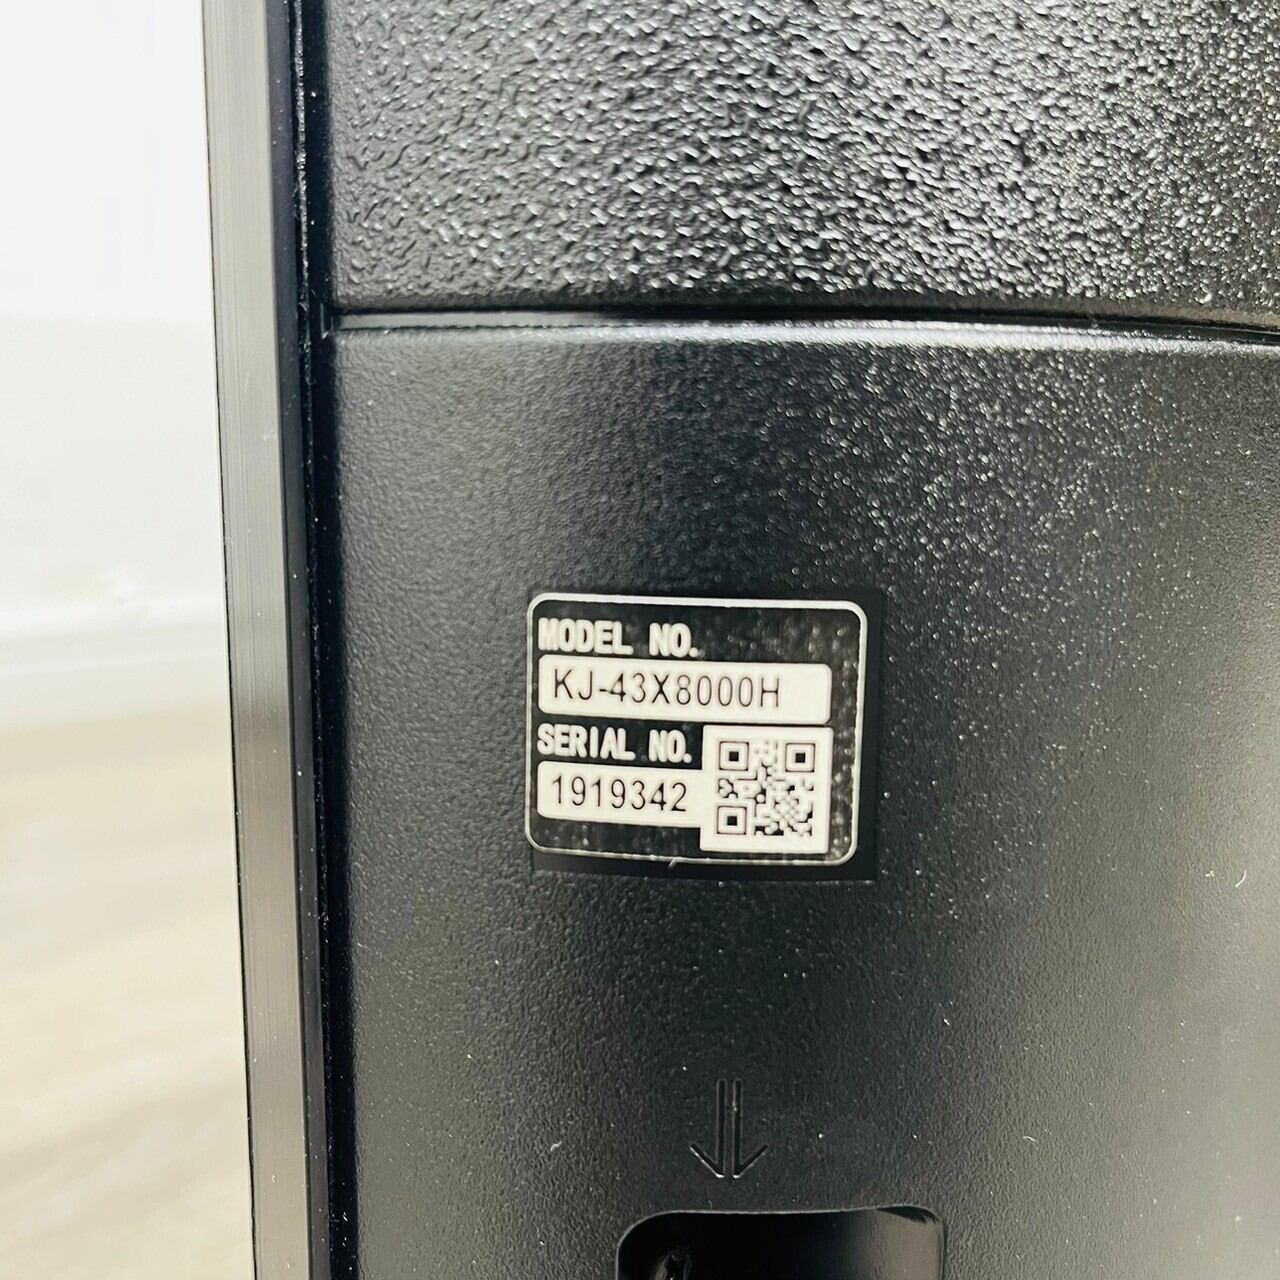 MODEL NO.
KJ-43X8000H
SERIAL NO.
1919342